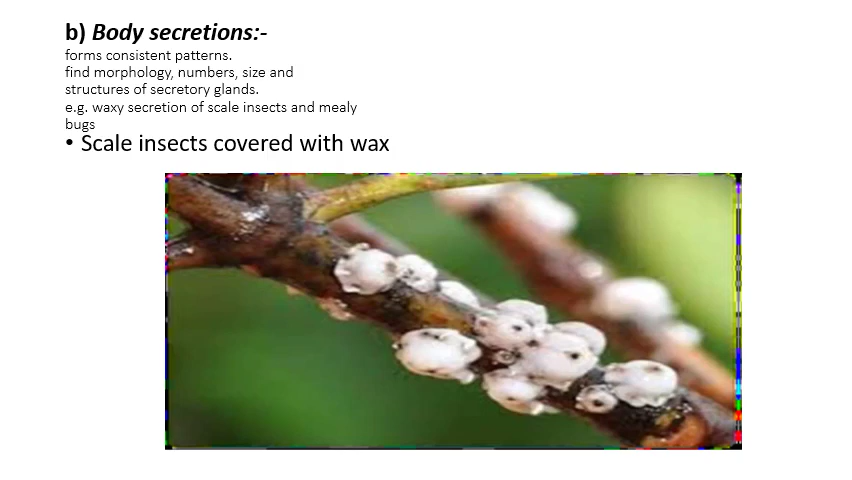 b) Body secretions:-
forms consistent patterns.
find morphology, numbers, size and
structures of secretory glands.
e.g. waxy secretion of scale insects and mealy
bugs
• Scale insects covered with wax